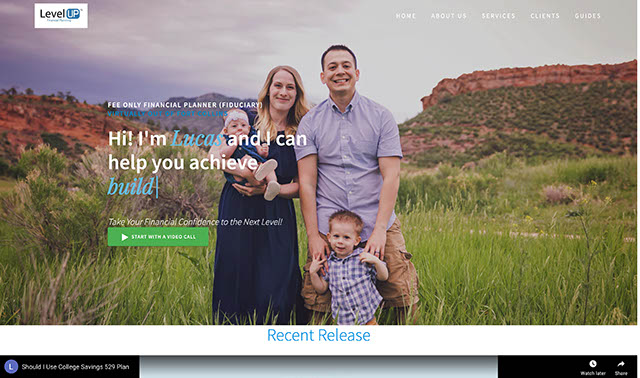 Level UP
Financial Planning
HOME ABOUT US SERVICES CLIENTS GUIDES
FEE ONLY FINANCIAL PLANNER (FIDUCIARY)
Hi! I'm Lucas and I can
help you achieve
build
Take Your Financial Confidence to the Next Level!
START WITH A VIDEO CALL
Recent Release
L Should I Use College Savings 529 Plan
Watch later Share